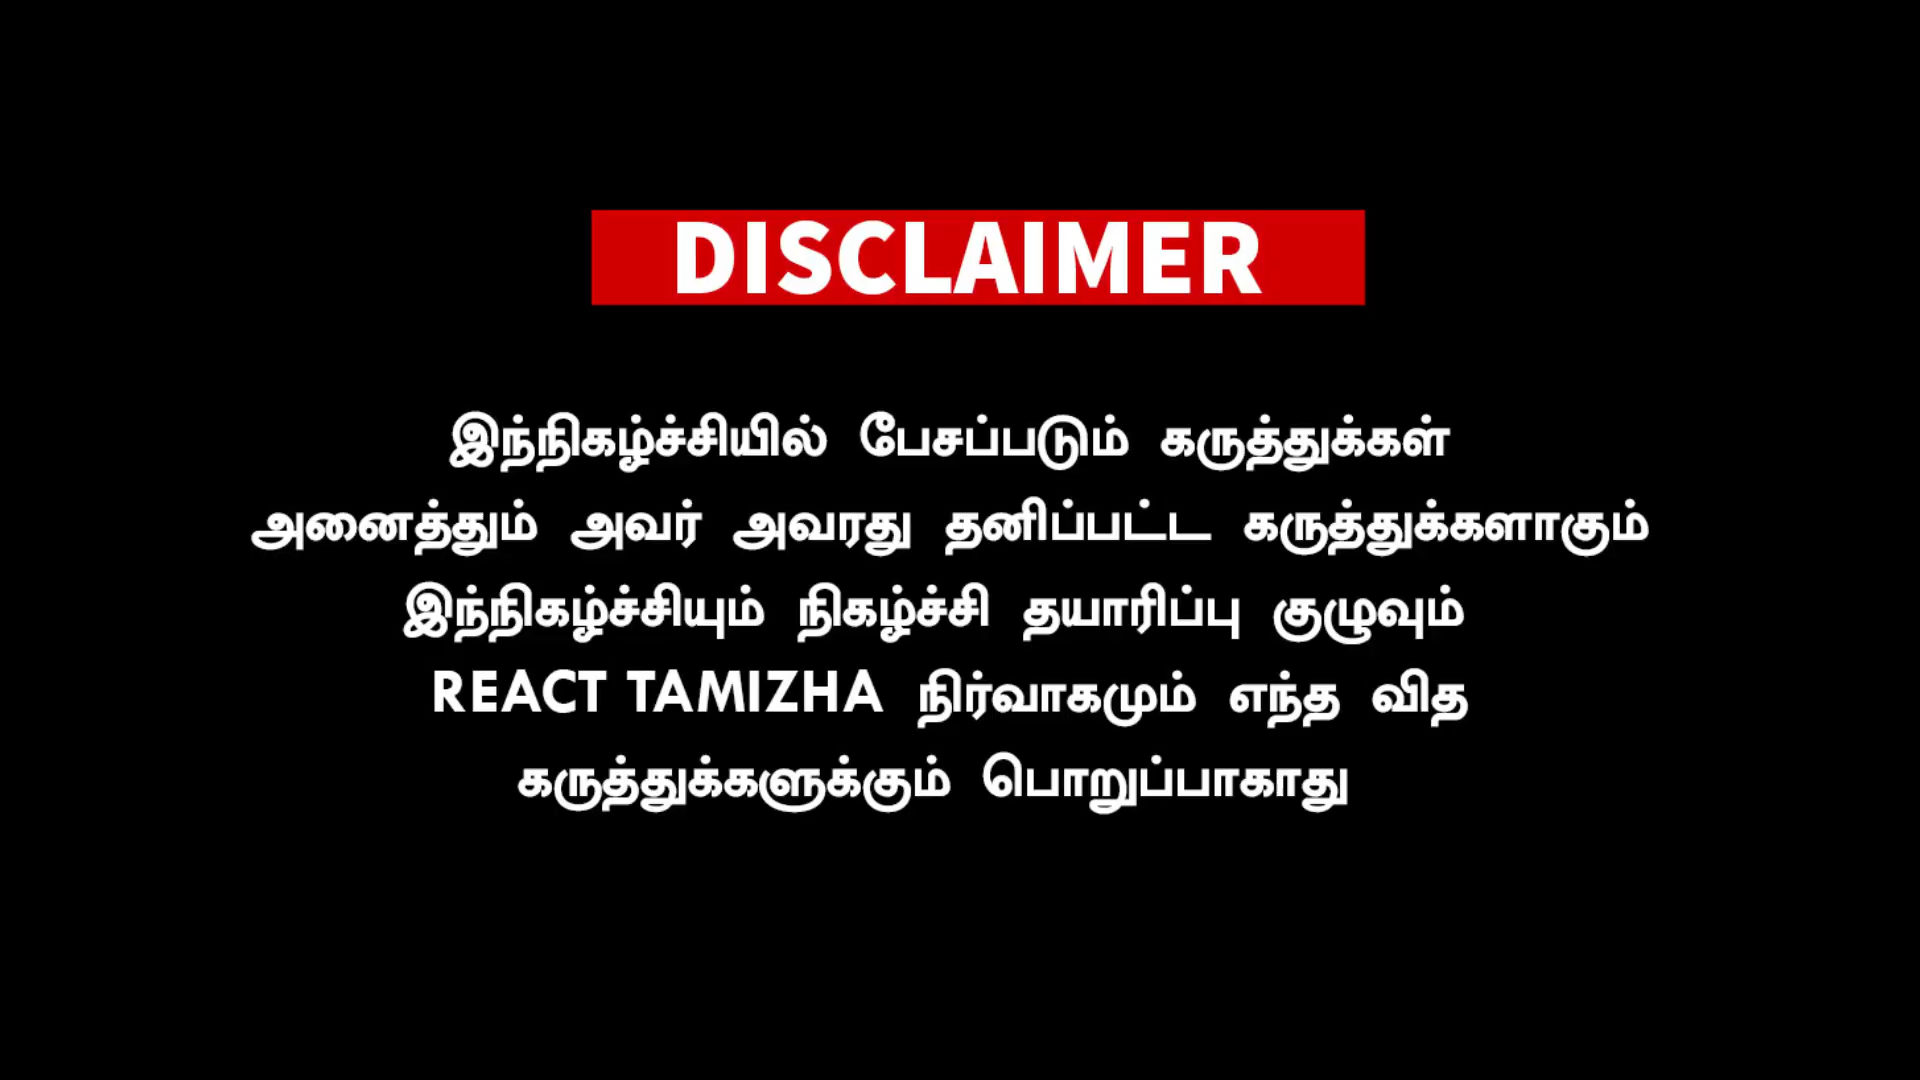 DISCLAIMER
இந்நிகழ்ச்சியில் பேசப்படும் கருத்துக்கள்
அனைத்தும் அவர் அவரது தனிப்பட்ட கருத்துக்களாகும்
இந்நிகழ்ச்சியும் நிகழ்ச்சி தயாரிப்பு குழுவும்
REACT TAMIZHA நிர்வாகமும் எந்த வித
கருத்துக்களுக்கும் பொறுப்பாகாது